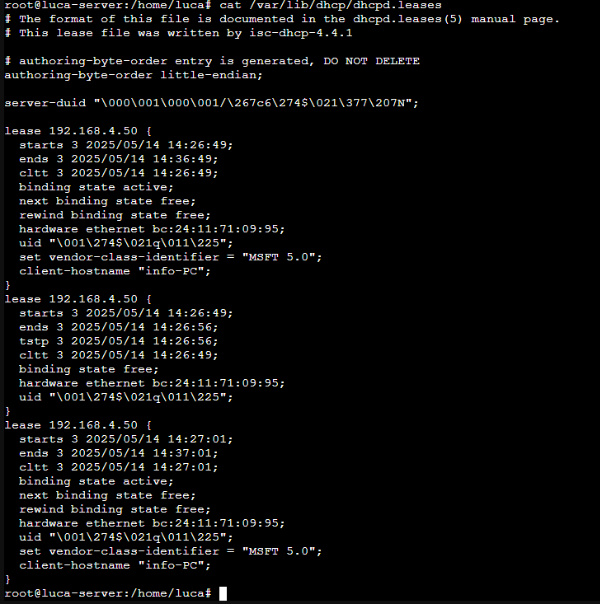 root@luca-server:/home/luca# cat /var/lib/dhcp/dhcpd.leases
# The format of this file is documented in the dhcpd.leases(5) manual page.
# This lease file was written by isc-dhcp-4.4.1

# authoring-byte-order entry is generated, DO NOT DELETE
authoring-byte-order little-endian;

server-duid "\000\001\000\001/\267c6\274$\021\377\207N";

lease 192.168.4.50 {
  starts 3 2025/05/14 14:26:49;
  ends 3 2025/05/14 14:36:49;
  cltt 3 2025/05/14 14:26:49;
  binding state active;
  next binding state free;
  rewind binding state free;
  hardware ethernet bc:24:11:71:09:95;
  uid "\001\274$\021q\011\225";
  set vendor-class-identifier = "MSFT 5.0";
  client-hostname "info-PC";
}
lease 192.168.4.50 {
  starts 3 2025/05/14 14:26:49;
  ends 3 2025/05/14 14:26:56;
  tstp 3 2025/05/14 14:26:56;
  cltt 3 2025/05/14 14:26:49;
  binding state free;
  hardware ethernet bc:24:11:71:09:95;
  uid "\001\274$\021q\011\225";
}
lease 192.168.4.50 {
  starts 3 2025/05/14 14:27:01;
  ends 3 2025/05/14 14:37:01;
  cltt 3 2025/05/14 14:27:01;
  binding state active;
  next binding state free;
  rewind binding state free;
  hardware ethernet bc:24:11:71:09:95;
  uid "\001\274$\021q\011\225";
  set vendor-class-identifier = "MSFT 5.0";
  client-hostname "info-PC";
}
root@luca-server:/home/luca#